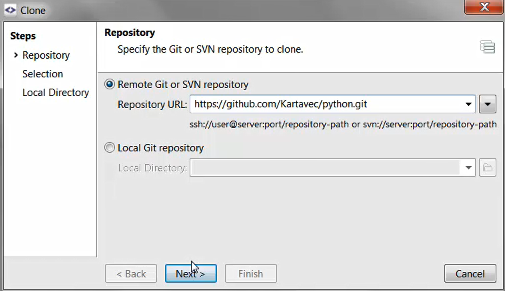 Clone
Steps
Repository
Selection
Local Directory
Repository
Specify the Git or SVN repository to clone.
Remote Git or SVN repository
Repository URL: https://github.com/Kartavec/python.git
ssh://user@server:port/repository-path or svn://server:port/repository-path
Local Git repository
Local Directory:
< Back Next > Finish Cancel